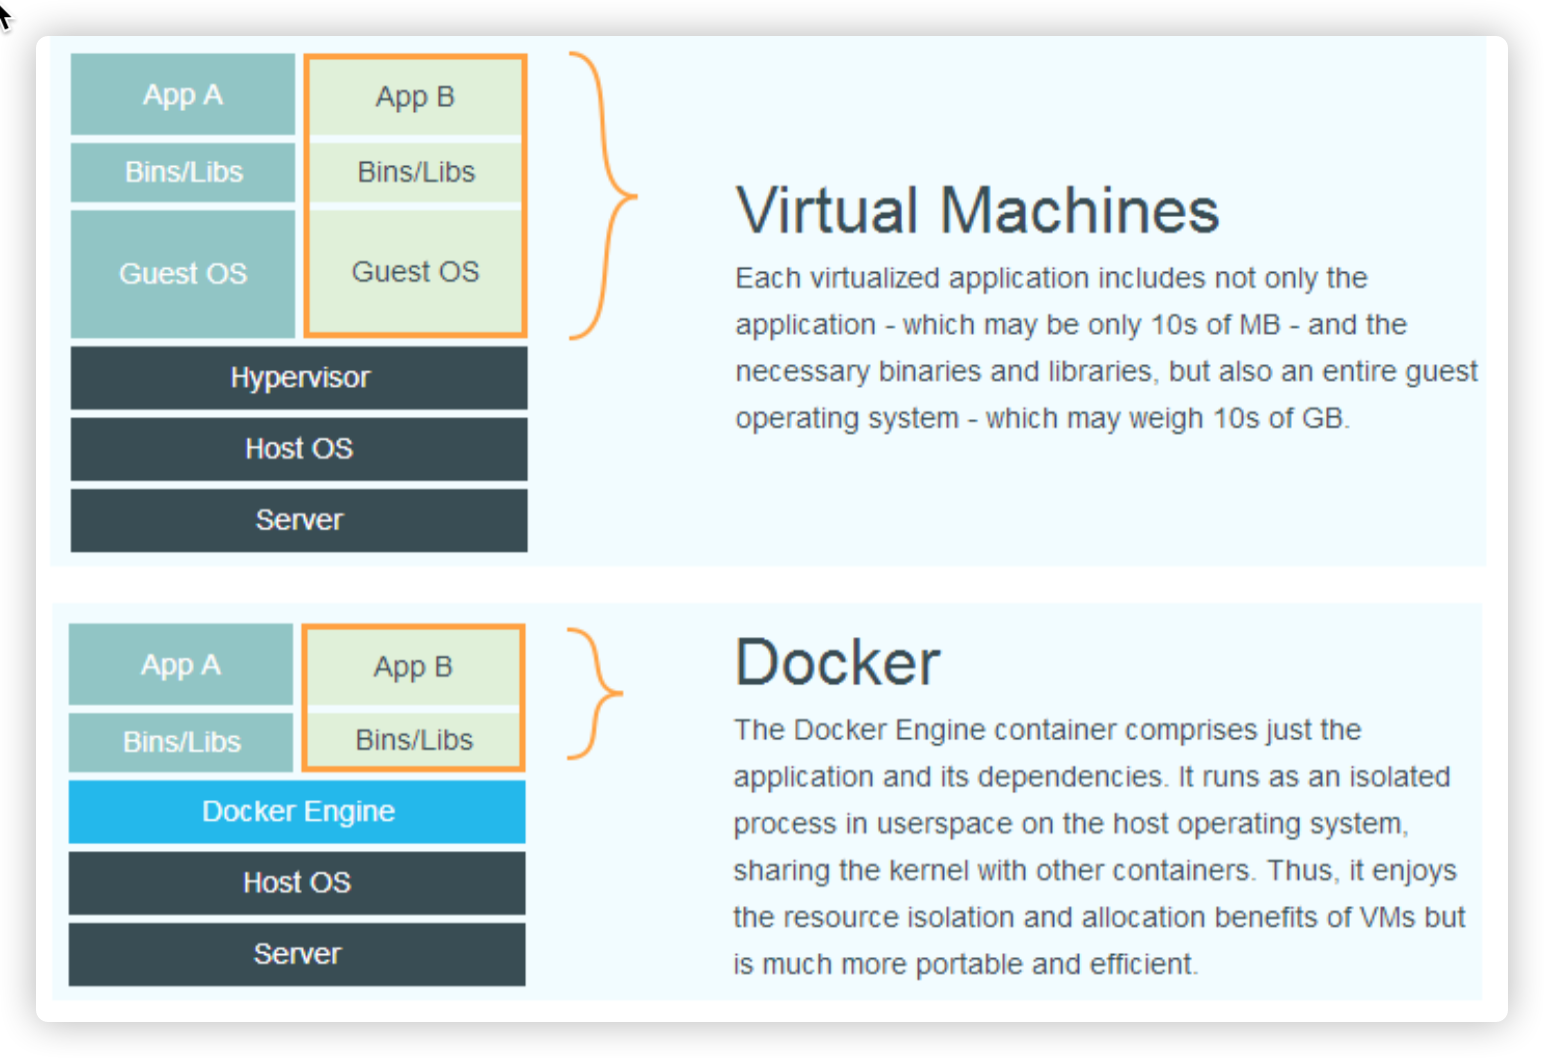 App A
App B
Bins/Libs
Bins/Libs
Guest OS
Guest OS
Hypervisor
Host OS
Server
Virtual Machines
Each virtualized application includes not only the
application - which may be only 10s of MB - and the
necessary binaries and libraries, but also an entire guest
operating system - which may weigh 10s of GB.
App A
App B
Bins/Libs
Bins/Libs
Docker Engine
Host OS
Server
Docker
The Docker Engine container comprises just the
application and its dependencies. It runs as an isolated
process in userspace on the host operating system,
sharing the kernel with other containers. Thus, it enjoys
the resource isolation and allocation benefits of VMs but
is much more portable and efficient.